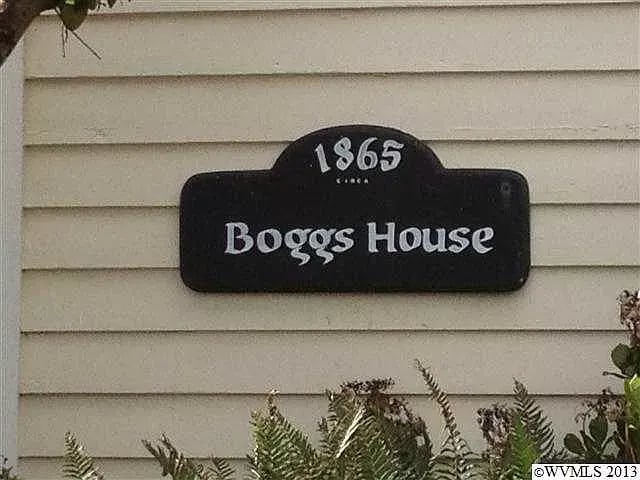 1865
CIRCA
Boggs House
©WVMLS 2013